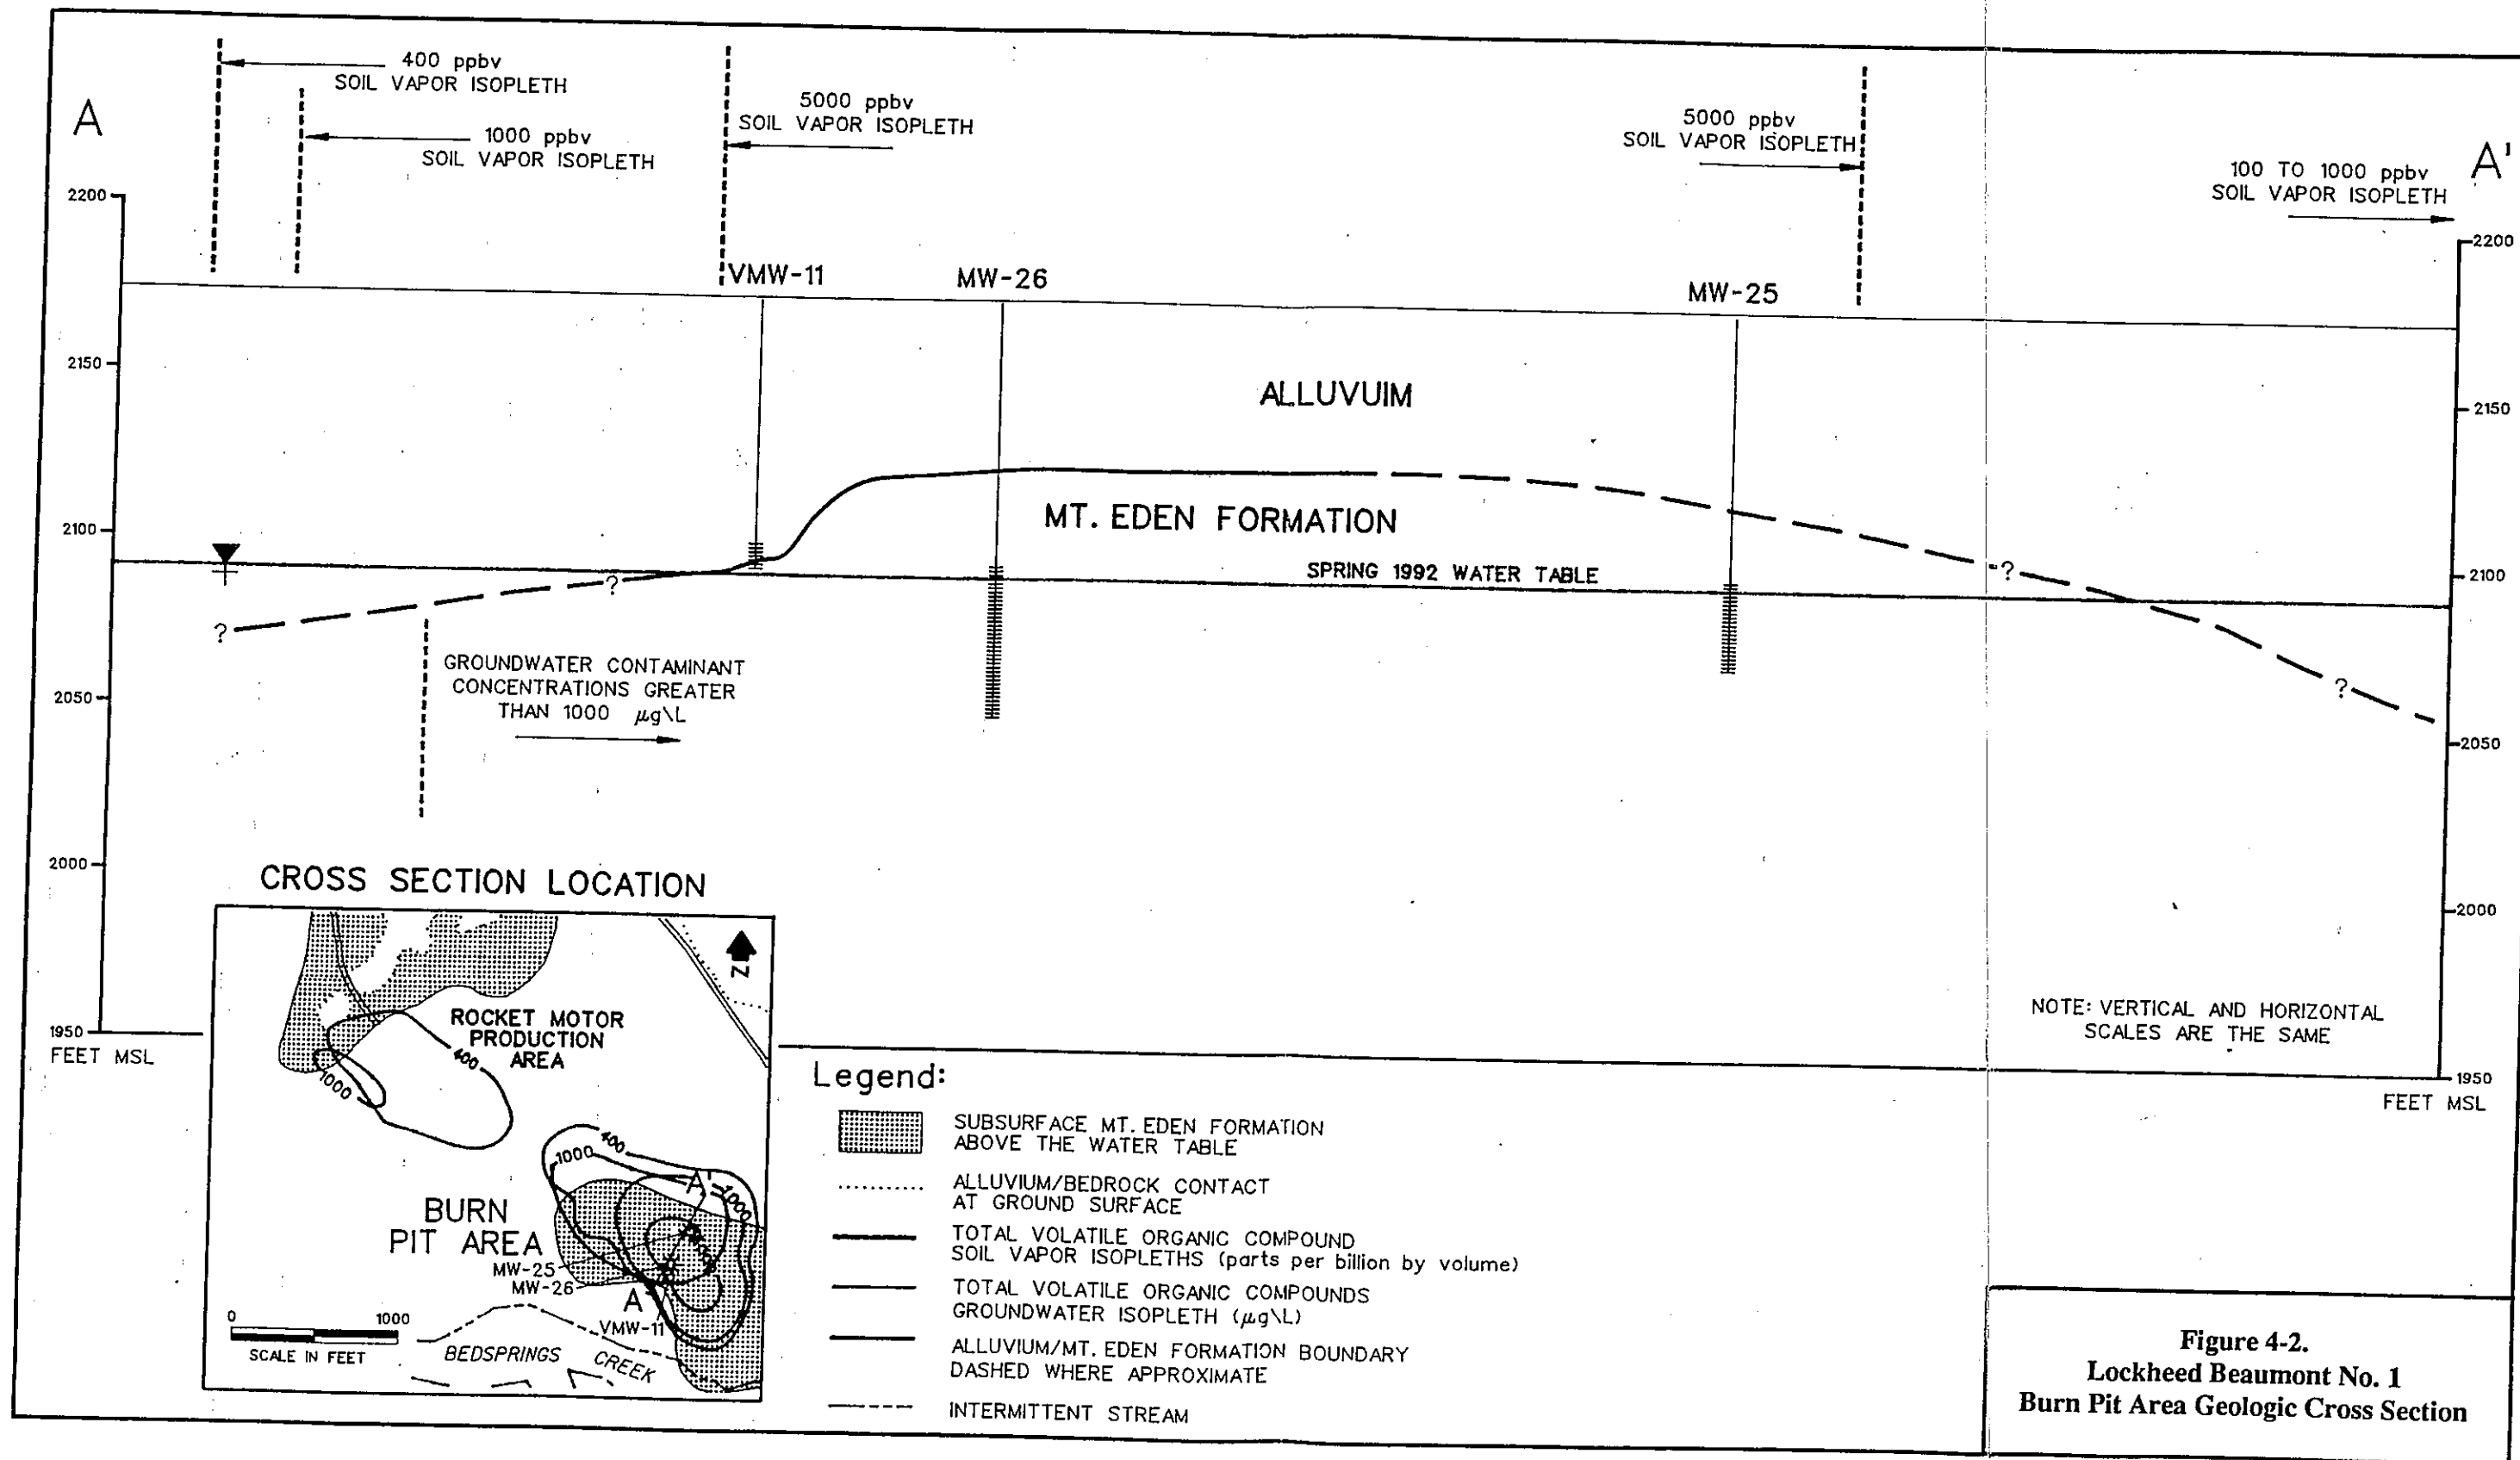 400 ppbv
SOIL VAPOR ISOPLETH
1000 ppbv
SOIL VAPOR ISOPLETH
5000 ppbv
SOIL VAPOR ISOPLETH
5000 ppbv
SOIL VAPOR ISOPLETH
100 TO 1000 ppbv
SOIL VAPOR ISOPLETH
A
A'
2200
2150
2100
2050
2000
1950
FEET MSL
2200
2150
2100
2050
2000
1950
FEET MSL
VMW-11
MW-26
MW-25
ALLUVUIM
MT. EDEN FORMATION
SPRING 1992 WATER TABLE
?
?
?
?
GROUNDWATER CONTAMINANT
CONCENTRATIONS GREATER
THAN 1000 µg\L
NOTE: VERTICAL AND HORIZONTAL
SCALES ARE THE SAME
CROSS SECTION LOCATION
N
ROCKET MOTOR
PRODUCTION
AREA
400
1000
400
1000
1000
A'
BURN
PIT AREA
MW-25
MW-26
A
VMW-11
0 1000
SCALE IN FEET
BEDSPRINGS CREEK
Legend:
SUBSURFACE MT. EDEN FORMATION
ABOVE THE WATER TABLE
ALLUVIUM/BEDROCK CONTACT
AT GROUND SURFACE
TOTAL VOLATILE ORGANIC COMPOUND
SOIL VAPOR ISOPLETHS (parts per billion by volume)
TOTAL VOLATILE ORGANIC COMPOUNDS
GROUNDWATER ISOPLETH (µg\L)
ALLUVIUM/MT. EDEN FORMATION BOUNDARY
DASHED WHERE APPROXIMATE
INTERMITTENT STREAM
Figure 4-2.
Lockheed Beaumont No. 1
Burn Pit Area Geologic Cross Section